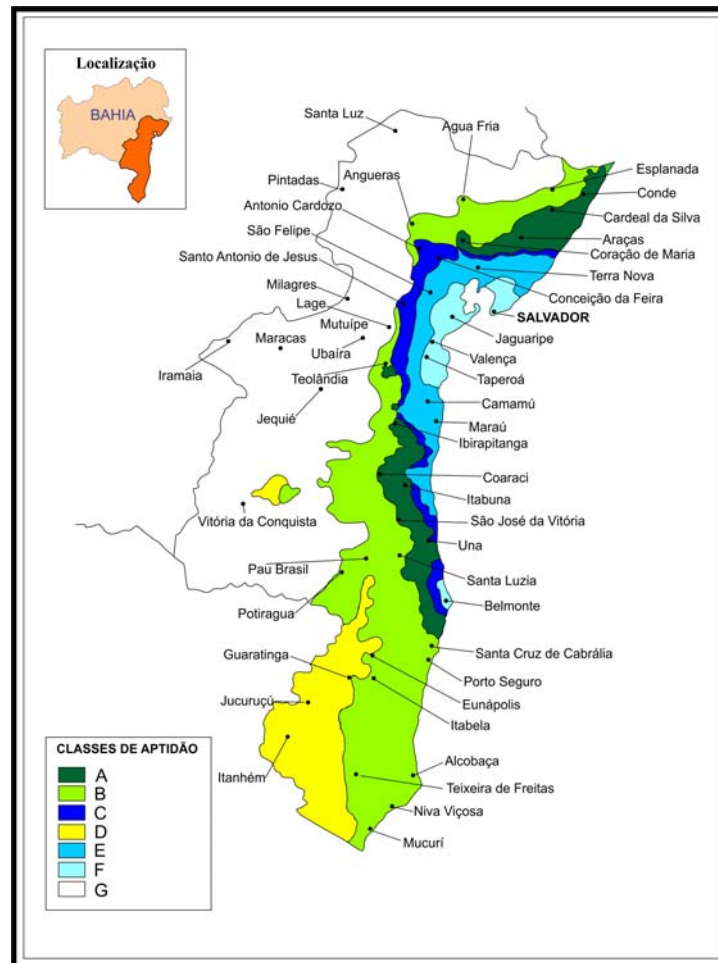 Localização
BAHIA
Santa Luz
Agua Fria
Angueras
Pintadas
Antonio Cardozo
São Felipe
Santo Antonio de Jesus
Milagres
Lage
Mutuípe
Maracas
Ubaíra
Iramaia
Teolândia
Jequié
Vitória da Conquista
Pau Brasil
Potiragua
Guaratinga
Jucuruçú
Itanhém
Esplanada
Conde
Cardeal da Silva
Araças
Coração de Maria
Terra Nova
Conceição da Feira
SALVADOR
Jaguaripe
Valença
Taperoá
Camamú
Maraú
Ibirapitanga
Coaraci
Itabuna
São José da Vitória
Una
Santa Luzia
Belmonte
Santa Cruz de Cabrália
Porto Seguro
Eunápolis
Itabela
Alcobaça
Teixeira de Freitas
Niva Viçosa
Mucurí
CLASSES DE APTIDÃO
A
B
C
D
E
F
G